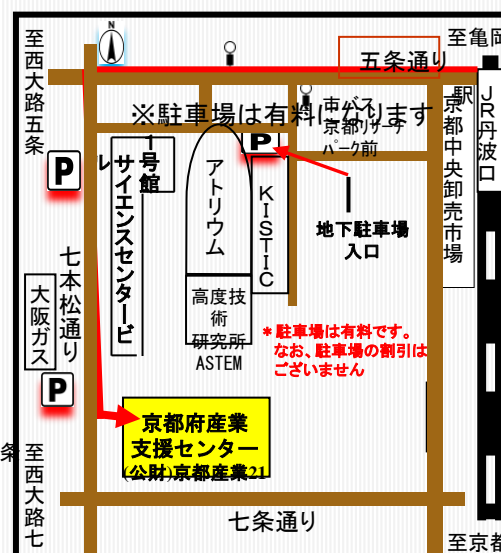 N
至亀岡
至西大路五条
五条通り
※駐車場は有料になります
市バス
京都リサーチ
パーク前
JR丹波口
駅
京都中央卸売市場
P
1号館
サイエンスセンタービ
ル
アトリウム
P
KISTIC
地下駐車場
入口
七本松通り
大阪ガス
高度技
術
研究所
ASTEM
*駐車場は有料です。
なお、駐車場の割引は
ございません
P
京都府産業
支援センター
(公財)京都産業21
至西大路七
条
七条通り
至京都